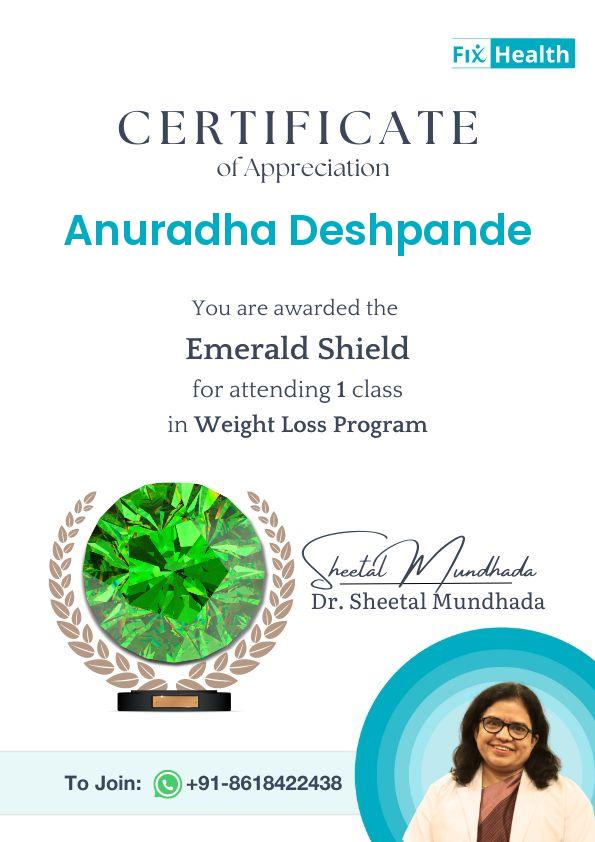 Fix Health
CERTIFICATE
of Appreciation
Anuradha Deshpande
You are awarded the
Emerald Shield
for attending 1 class
in Weight Loss Program
Sheetal Mundhada
Dr. Sheetal Mundhada
To Join: +91-8618422438